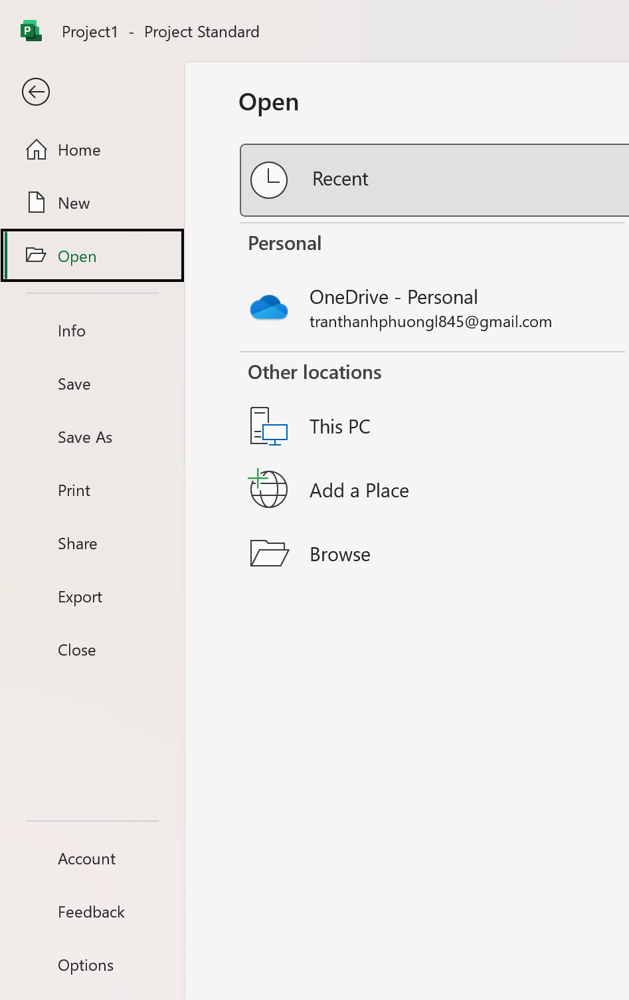 Project1 - Project Standard
Open
Home
New
Open
Info
Save
Save As
Print
Share
Export
Close
Account
Feedback
Options
Recent
Personal
OneDrive - Personal
tranthanhphuongl845@gmail.com
Other locations
This PC
Add a Place
Browse